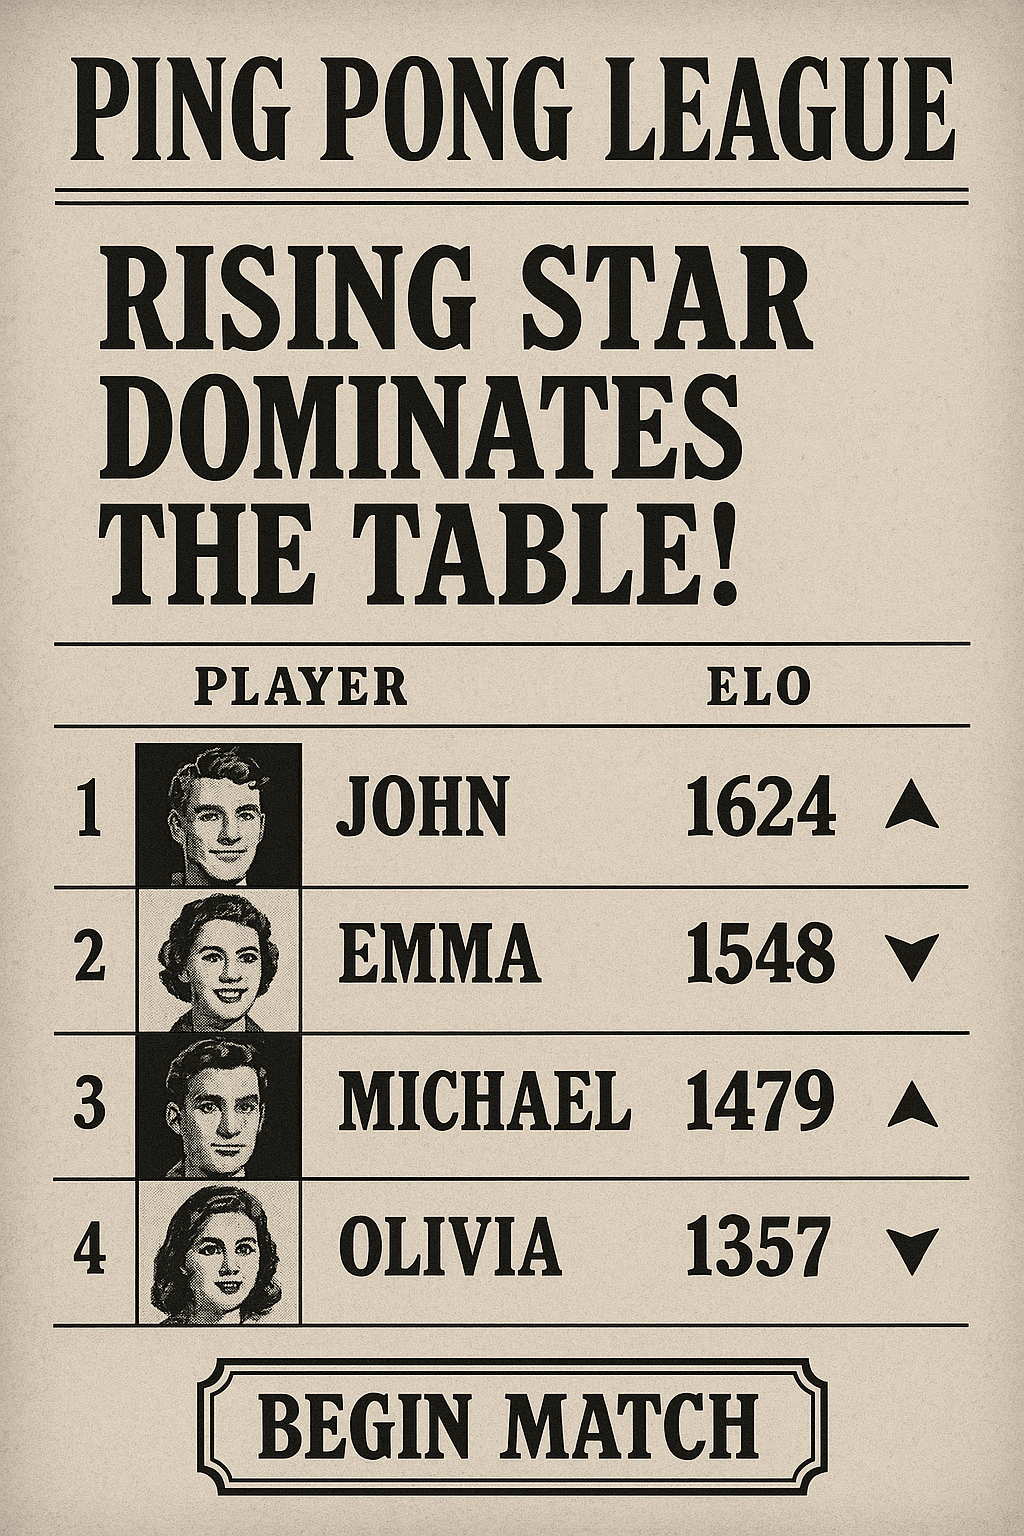 PING PONG LEAGUE
RISING STAR
DOMINATES
THE TABLE!
PLAYER ELO
1 JOHN 1624
2 EMMA 1548
3 MICHAEL 1479
4 OLIVIA 1357
BEGIN MATCH